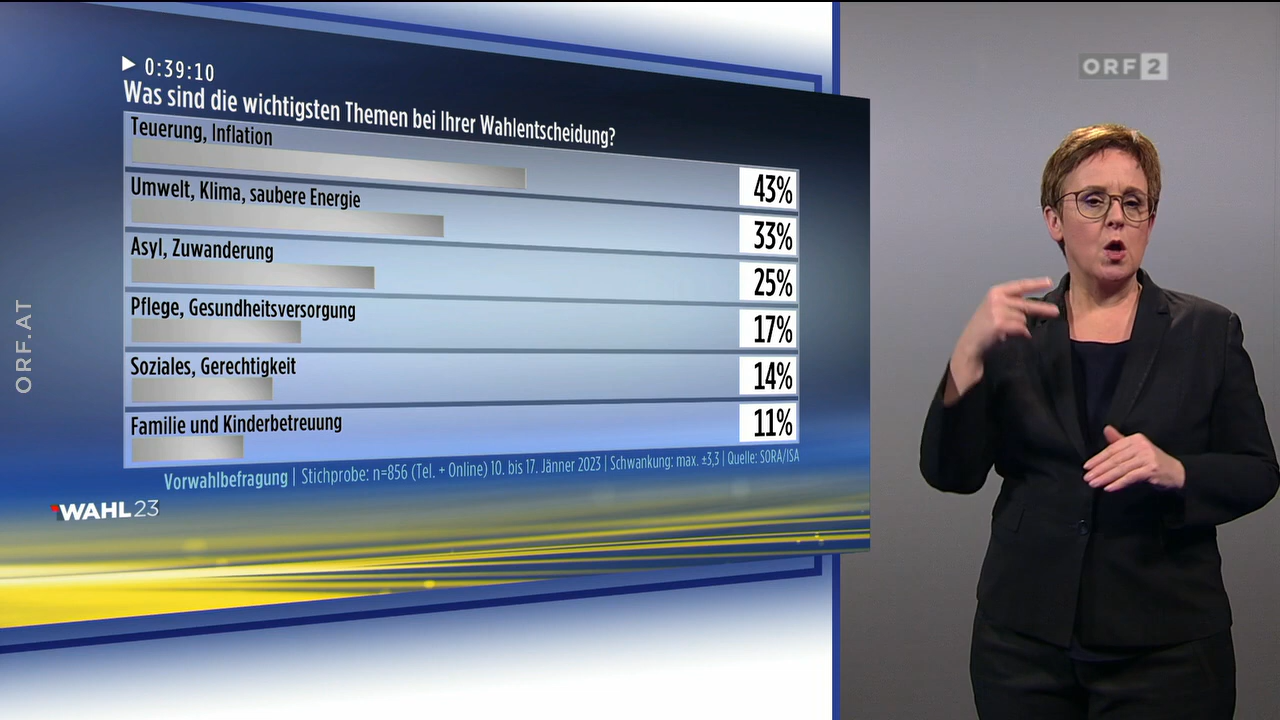 0:39:10
Was sind die wichtigsten Themen bei Ihrer Wahlentscheidung?
Teuerung, Inflation
43%
Umwelt, Klima, saubere Energie
33%
Asyl, Zuwanderung
25%
Pflege, Gesundheitsversorgung
17%
Soziales, Gerechtigkeit
14%
Familie und Kinderbetreuung
11%
Vorwahlbefragung | Stichprobe: n=856 (Tel. + Online) 10. bis 17. Jänner 2023 | Schwankung: max. ±3,3 | Quelle: SORA/ISA
WAHL 23
ORF.AT
ORF 2